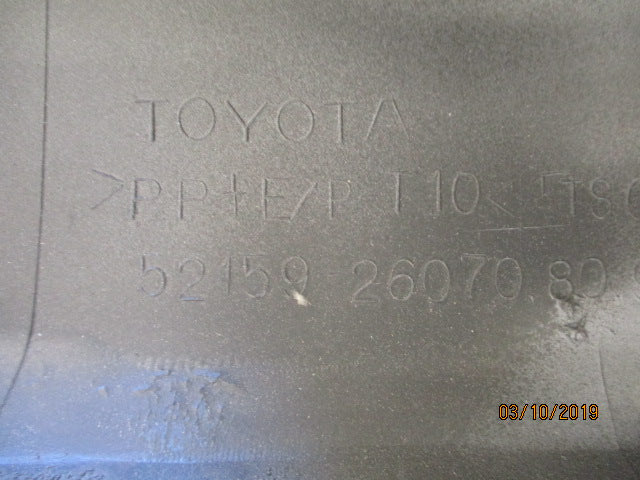 TOYOTA
>PP+E/P T10<
52159-26070 80
03/10/2019